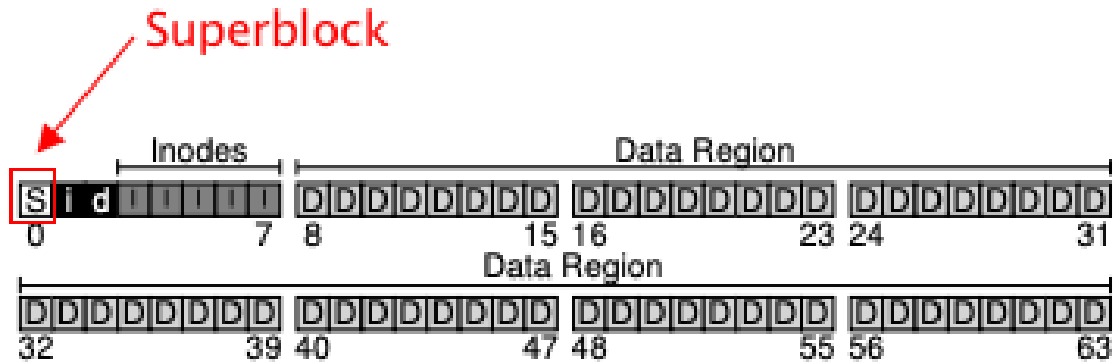 Superblock
Inodes Data Region
S i d I I I I I D D D D D D D D D D D D D D D D D D D D D D D D
0 7 8 15 16 23 24 31
Data Region
D D D D D D D D D D D D D D D D D D D D D D D D D D D D D D D D
32 39 40 47 48 55 56 63